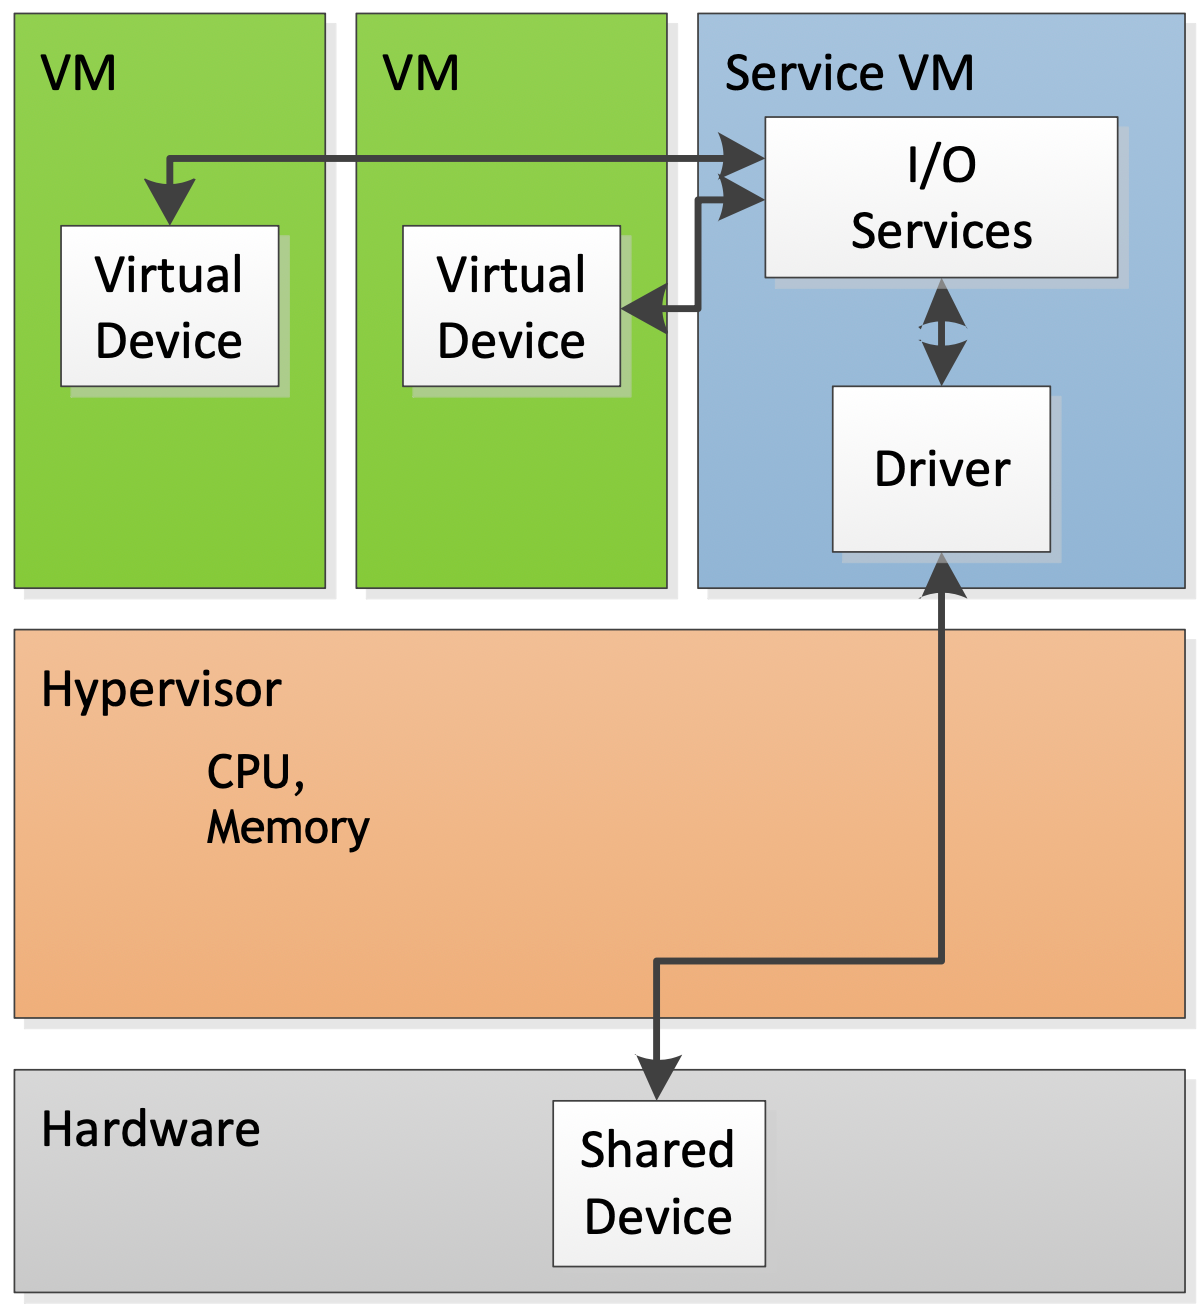 VM
VM
Service VM
I/O
Services
Virtual
Device
Virtual
Device
Driver
Hypervisor
CPU,
Memory
Hardware
Shared
Device